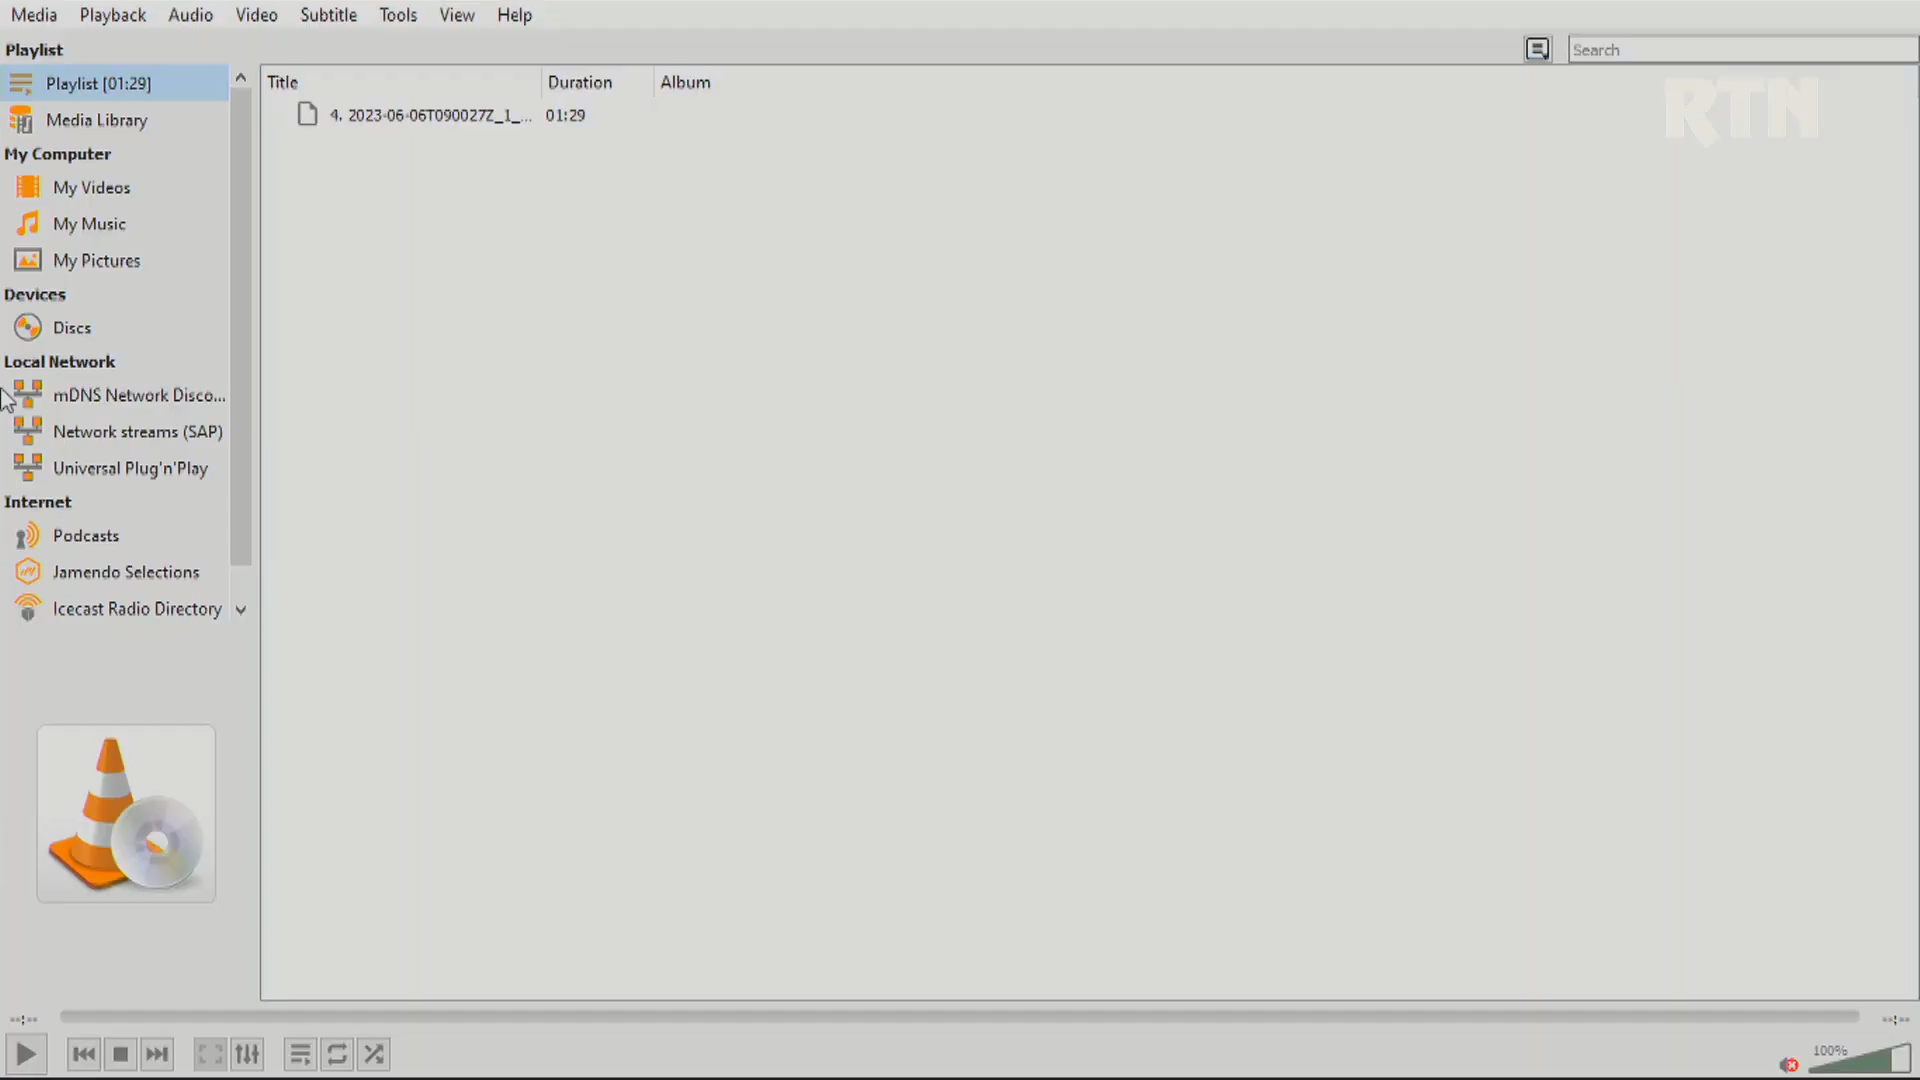 Media Playback Audio Video Subtitle Tools View Help
Playlist
Search
Playlist [01:29]
Media Library
My Computer
My Videos
My Music
My Pictures
Devices
Discs
Local Network
mDNS Network Disco...
Network streams (SAP)
Universal Plug'n'Play
Internet
Podcasts
Jamendo Selections
Icecast Radio Directory
Title Duration Album
4. 2023-06-06T090027Z_1_... 01:29
RTN
--:-- --:--
100%